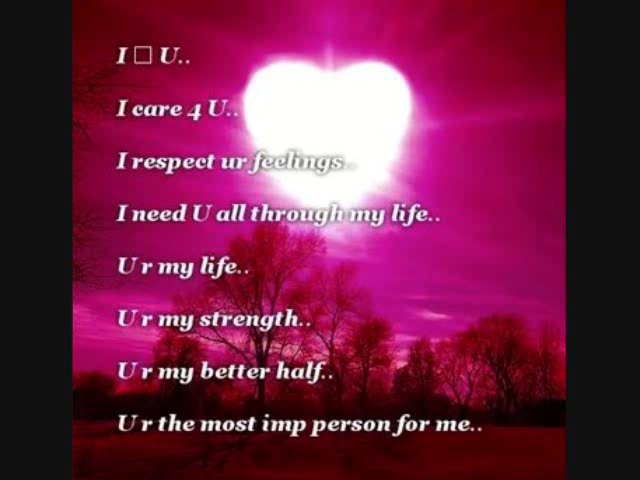 I □ U..
I care 4 U..
I respect ur feelings..
I need U all through my life..
U r my life..
U r my strength..
U r my better half..
U r the most imp person for me..